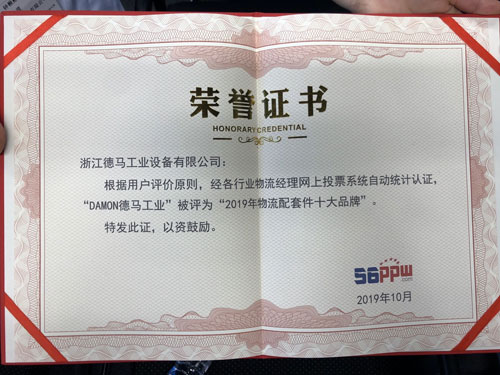 荣誉证书
HONORARY CREDENTIAL
浙江德马工业设备有限公司：
根据用户评价原则，经各行业物流经理网上投票系统自动统计认证，
“DAMON德马工业”被评为“2019年物流配套件十大品牌”。
特发此证，以资鼓励。
56PPW.com
2019年10月